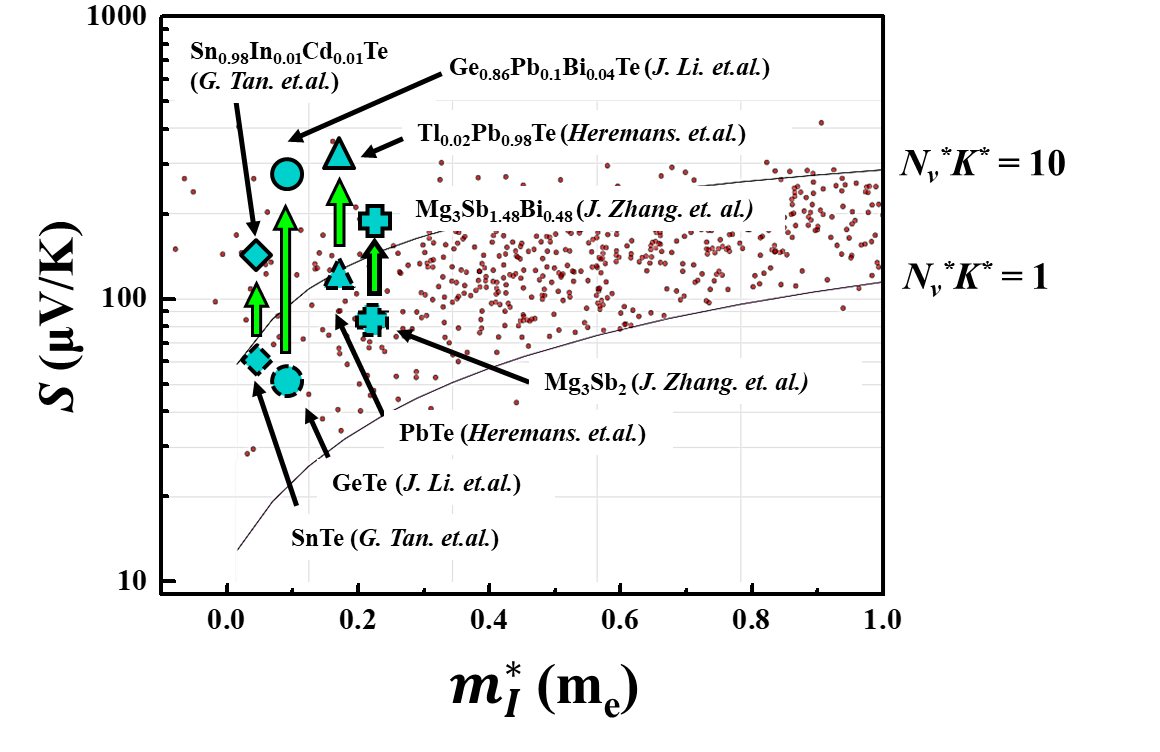 1000
Sn0.98In0.01Cd0.01Te
(G. Tan. et.al.)
Ge0.86Pb0.1Bi0.04Te (J. Li. et.al.)
Tl0.02Pb0.98Te (Heremans. et.al.)
Nv*K* = 10
Mg3Sb1.48Bi0.48 (J. Zhang. et. al.)
S (μV/K)
100
Nv*K* = 1
Mg3Sb2 (J. Zhang. et. al.)
PbTe (Heremans. et.al.)
GeTe (J. Li. et.al.)
SnTe (G. Tan. et.al.)
10
0.0 0.2 0.4 0.6 0.8 1.0
mI* (me)